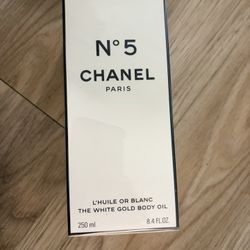 N°5
CHANEL
PARIS
L'HUILE OR BLANC
THE WHITE GOLD BODY OIL
250 ml 8.4 FL.OZ.